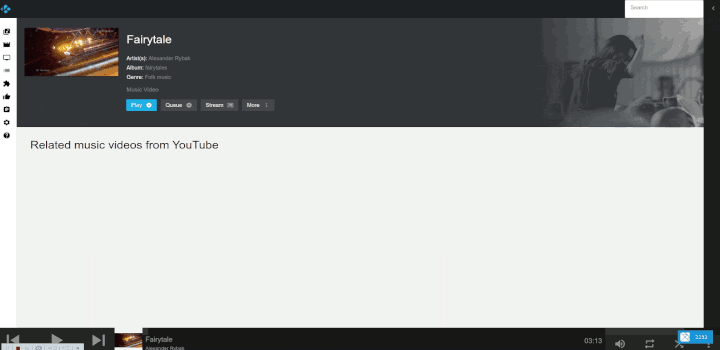 Search
Fairytale
Artist(s): Alexander Rybak
Album: fairytales
Genre: Folk music
Music Video
Play
Queue
Stream
More
Related music videos from YouTube
Fairytale
Alexander Rybak
03:13